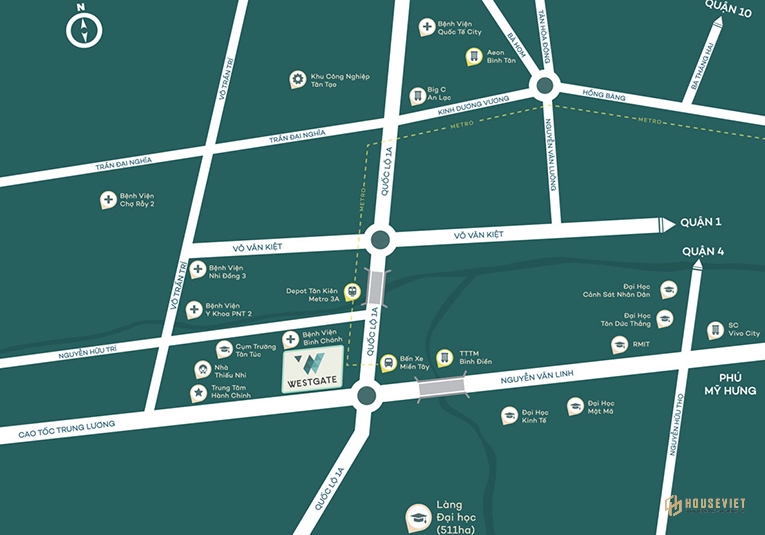 N
QUẬN 10
VÕ TRẦN TRÍ
Bệnh Viện
Quốc Tế City
BÀ HOM
TÂN HÒA ĐÔNG
BA THÁNG HAI
Aeon
Bình Tân
Khu Công Nghiệp
Tân Tạo
Big C
An Lạc
KINH DƯƠNG VƯƠNG
HỒNG BÀNG
METRO
METRO
TRẦN ĐẠI NGHĨA
TRẦN ĐẠI NGHĨA
QUỐC LỘ 1A
METRO
NGUYỄN VĂN LUÔNG
Bệnh Viện
Chợ Rẫy 2
VÕ VĂN KIỆT
VÕ VĂN KIỆT
QUẬN 1
QUẬN 4
VÕ TRẦN TRÍ
Bệnh Viện
Nhi Đồng 3
Depot Tân Kiên
Metro 3A
Đại Học
Cảnh Sát Nhân Dân
Bệnh Viện
Y Khoa PNT 2
Đại Học
Tôn Đức Thắng
SC
Vivo City
NGUYỄN HỮU TRÍ
Cụm Trường
Tân Túc
Bệnh Viện
Bình Chánh
QUỐC LỘ 1A
RMIT
Nhà
Thiếu Nhi
WESTGATE
Bến Xe
Miền Tây
TTTM
Bình Điền
NGUYỄN VĂN LINH
PHÚ
MỸ HƯNG
Trung Tâm
Hành Chính
Đại Học
Kinh Tế
Đại Học
Mật Mã
NGUYỄN HỮU THỌ
CAO TỐC TRUNG LƯƠNG
QUỐC LỘ 1A
Làng
Đại học
(511ha)
HOUSEVIET